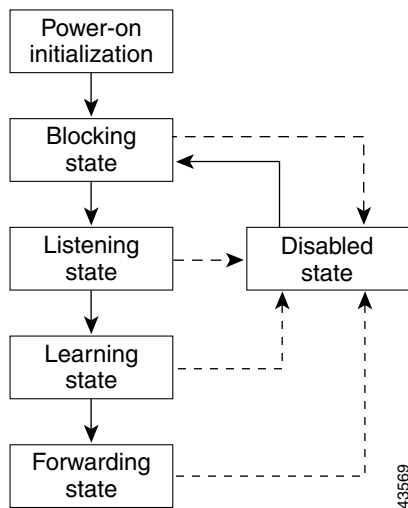 Power-on
initialization
Blocking
state
Listening
state
Disabled
state
Learning
state
Forwarding
state
43569